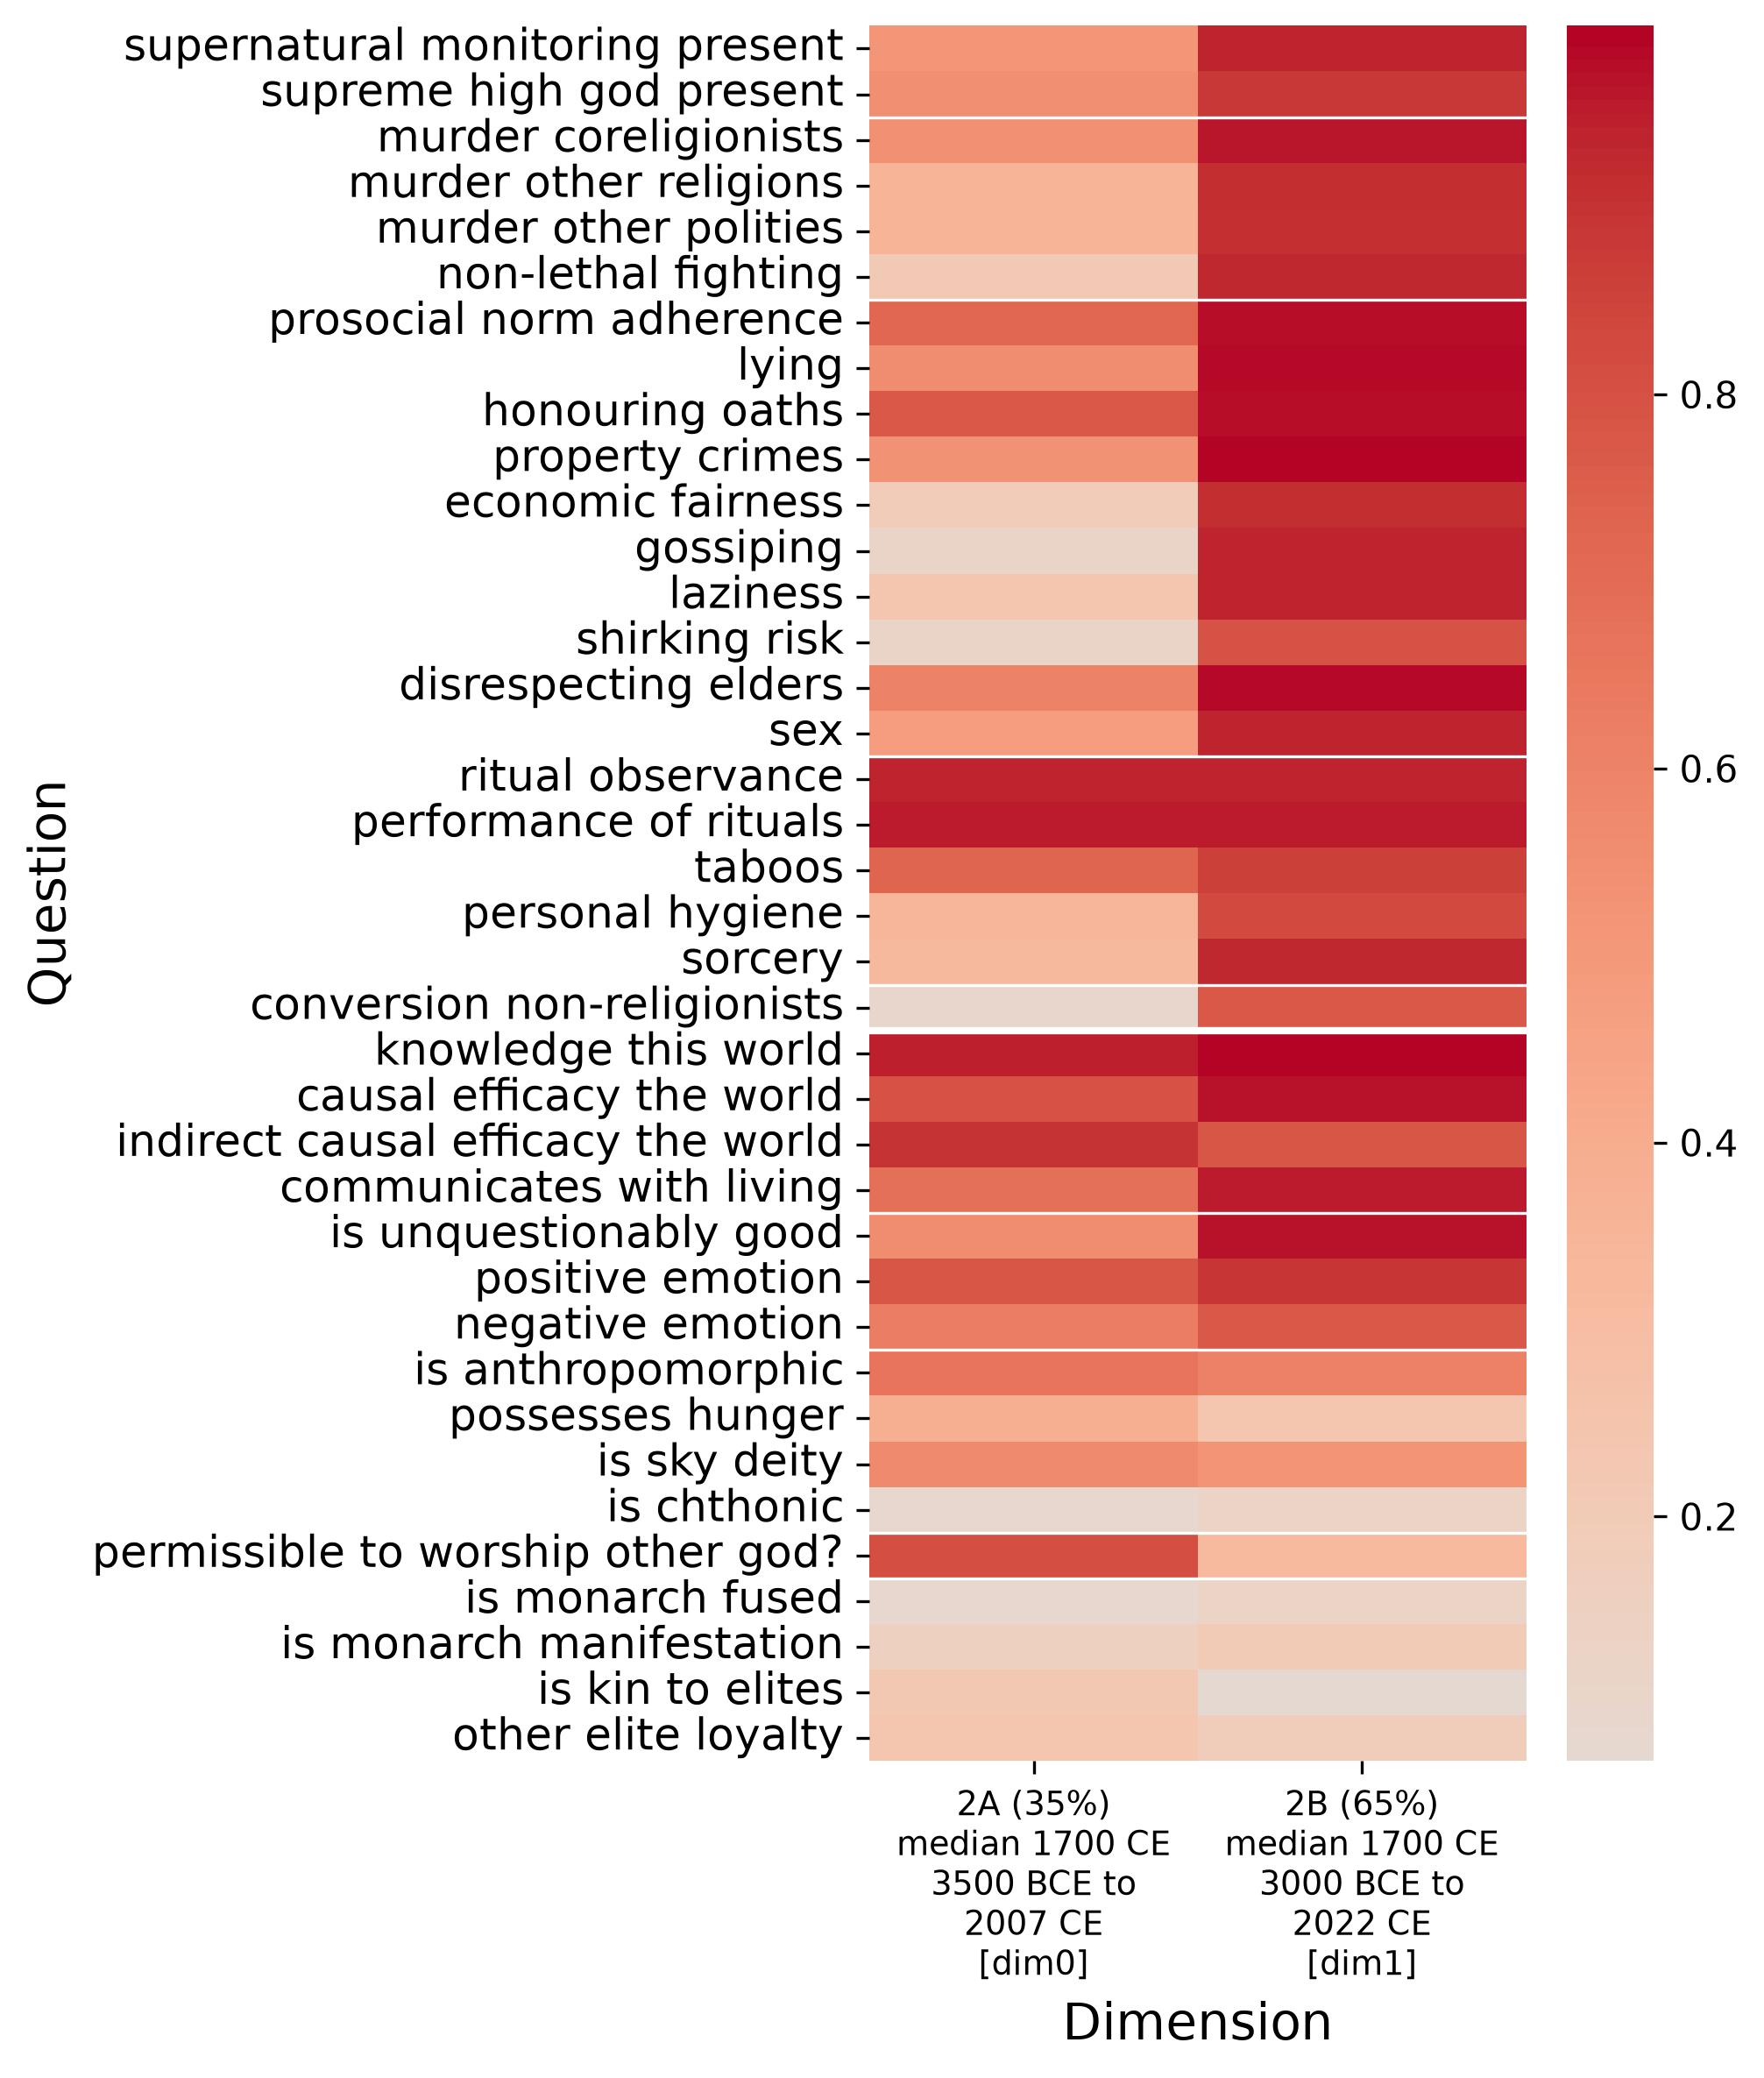 supernatural monitoring present
supreme high god present
murder coreligionists
murder other religions
murder other polities
non-lethal fighting
prosocial norm adherence
lying
honouring oaths
property crimes
economic fairness
gossiping
laziness
shirking risk
disrespecting elders
sex
ritual observance
performance of rituals
taboos
personal hygiene
sorcery
conversion non-religionists
knowledge this world
causal efficacy the world
indirect causal efficacy the world
communicates with living
is unquestionably good
positive emotion
negative emotion
is anthropomorphic
possesses hunger
is sky deity
is chthonic
permissible to worship other god?
is monarch fused
is monarch manifestation
is kin to elites
other elite loyalty
Question
2A (35%)
median 1700 CE
3500 BCE to
2007 CE
[dim0]
2B (65%)
median 1700 CE
3000 BCE to
2022 CE
[dim1]
Dimension
0.8
0.6
0.4
0.2